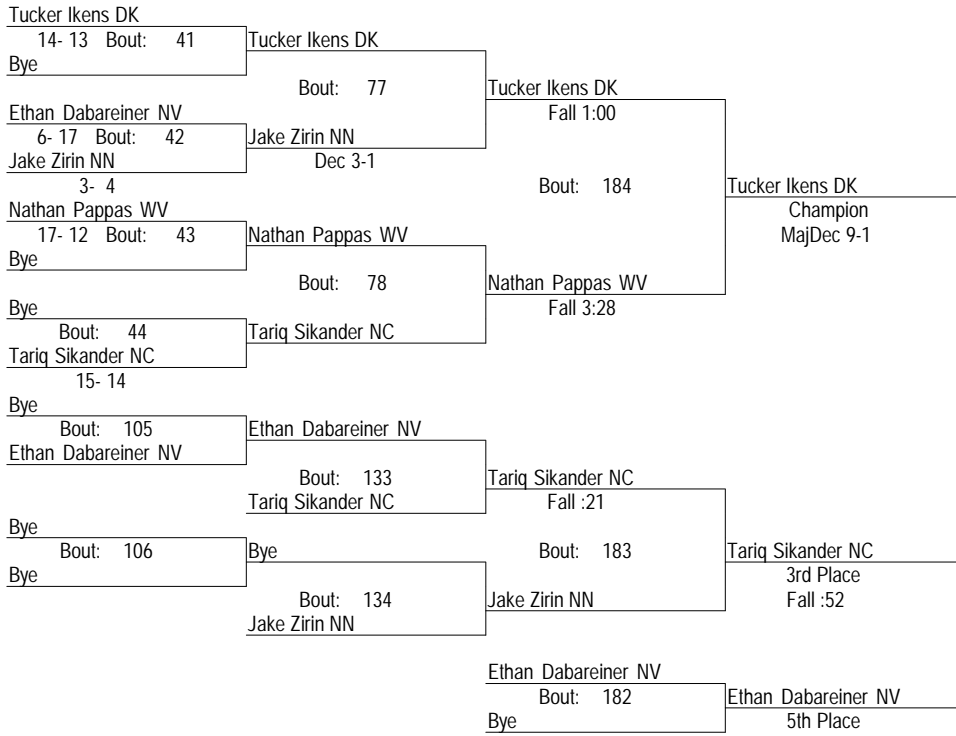 Tucker Ikens DK
14- 13 Bout: 41
Tucker Ikens DK
Bye
Bout: 77
Tucker Ikens DK
Ethan Dabareiner NV
Fall 1:00
6- 17 Bout: 42
Jake Zirin NN
Jake Zirin NN
Dec 3-1
3- 4
Bout: 184
Tucker Ikens DK
Nathan Pappas WV
Champion
17- 12 Bout: 43
Nathan Pappas WV
MajDec 9-1
Bye
Bout: 78
Nathan Pappas WV
Bye
Fall 3:28
Bout: 44
Tariq Sikander NC
Tariq Sikander NC
15- 14
Bye
Bout: 105
Ethan Dabareiner NV
Ethan Dabareiner NV
Bout: 133
Tariq Sikander NC
Tariq Sikander NC
Fall :21
Bye
Bout: 106
Bye
Bout: 183
Tariq Sikander NC
Bye
3rd Place
Bout: 134
Jake Zirin NN
Fall :52
Jake Zirin NN
Ethan Dabareiner NV
Bout: 182
Ethan Dabareiner NV
Bye
5th Place